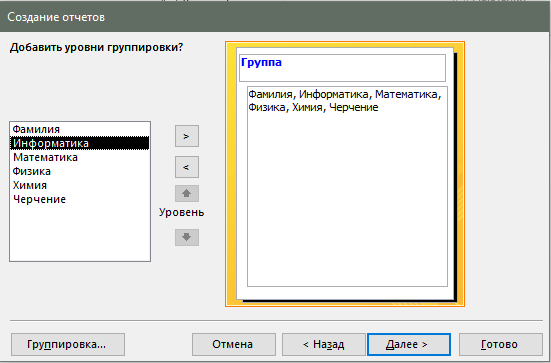 Создание отчетов
Добавить уровни группировки?
Группа
Фамилия, Информатика, Математика,
Физика, Химия, Черчение
Фамилия
Информатика
Математика
Физика
Химия
Черчение
>
<
Уровень
Группировка...
Отмена
< Назад
Далее >
Готово